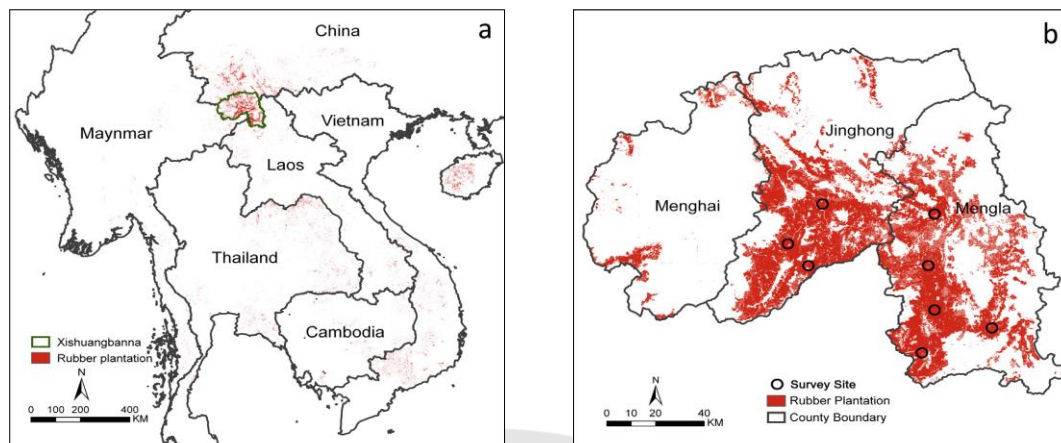 a
China
Maynmar
Vietnam
Laos
Thailand
Cambodia
Xishuangbanna
Rubber plantation
N
0 100 200 400
KM
b
Jinghong
Menghai
Mengla
N
Survey Site
Rubber Plantation
County Boundary
0 10 20 40
KM